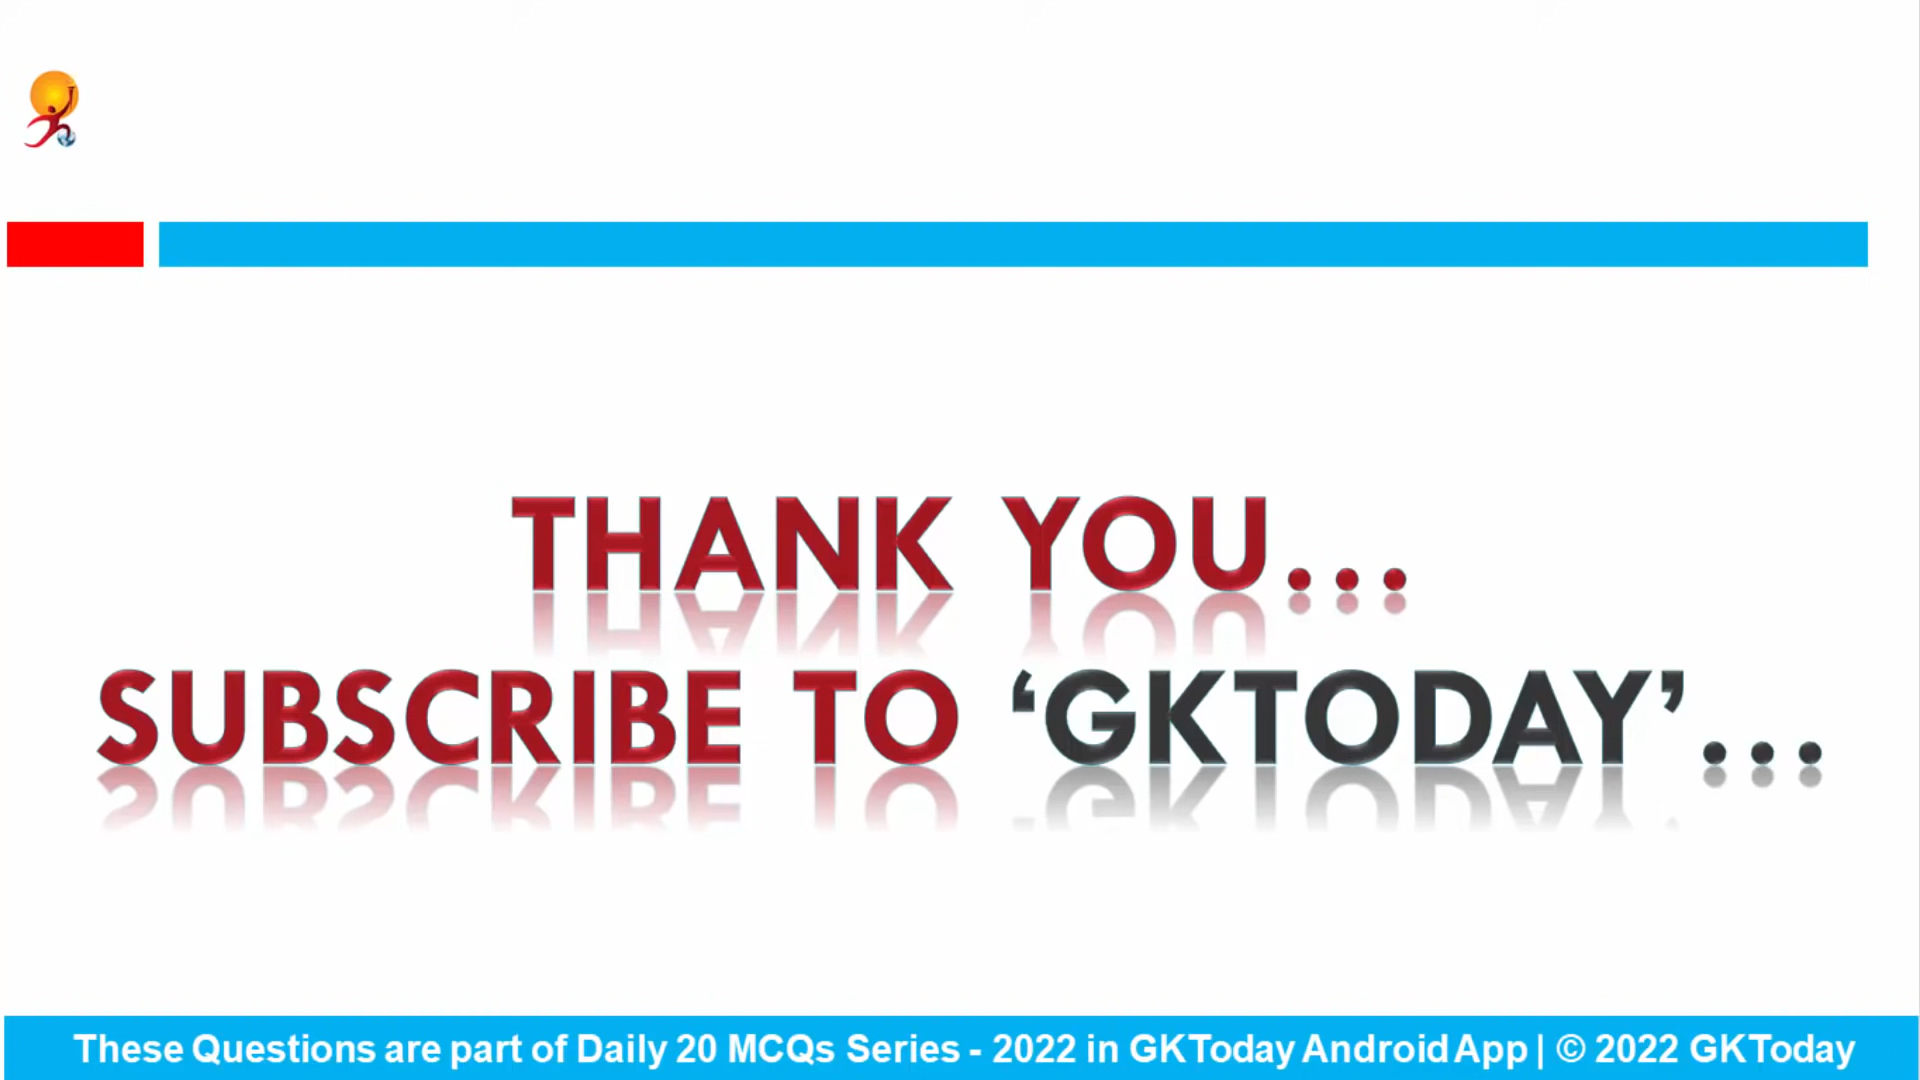 THANK YOU...
SUBSCRIBE TO ‘GKTODAY’...
These Questions are part of Daily 20 MCQs Series - 2022 in GKToday Android App | © 2022 GKToday